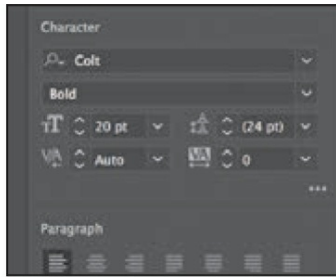 Character
Colt
Bold
20 pt (24 pt)
Auto 0
Paragraph